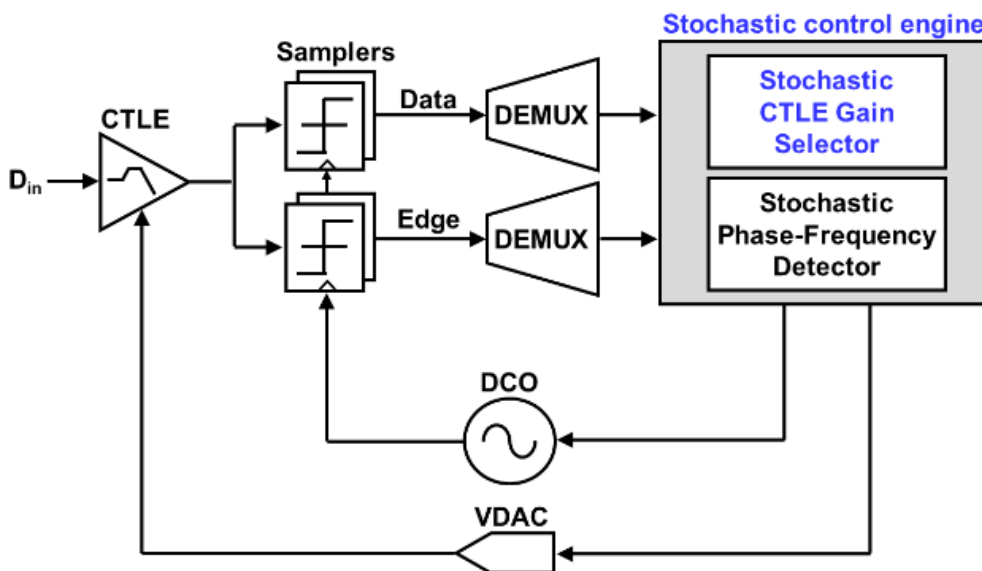 Stochastic control engine
Samplers
Stochastic
CTLE Gain
Selector
Data
DEMUX
CTLE
Din
Edge
DEMUX
Stochastic
Phase-Frequency
Detector
DCO
VDAC